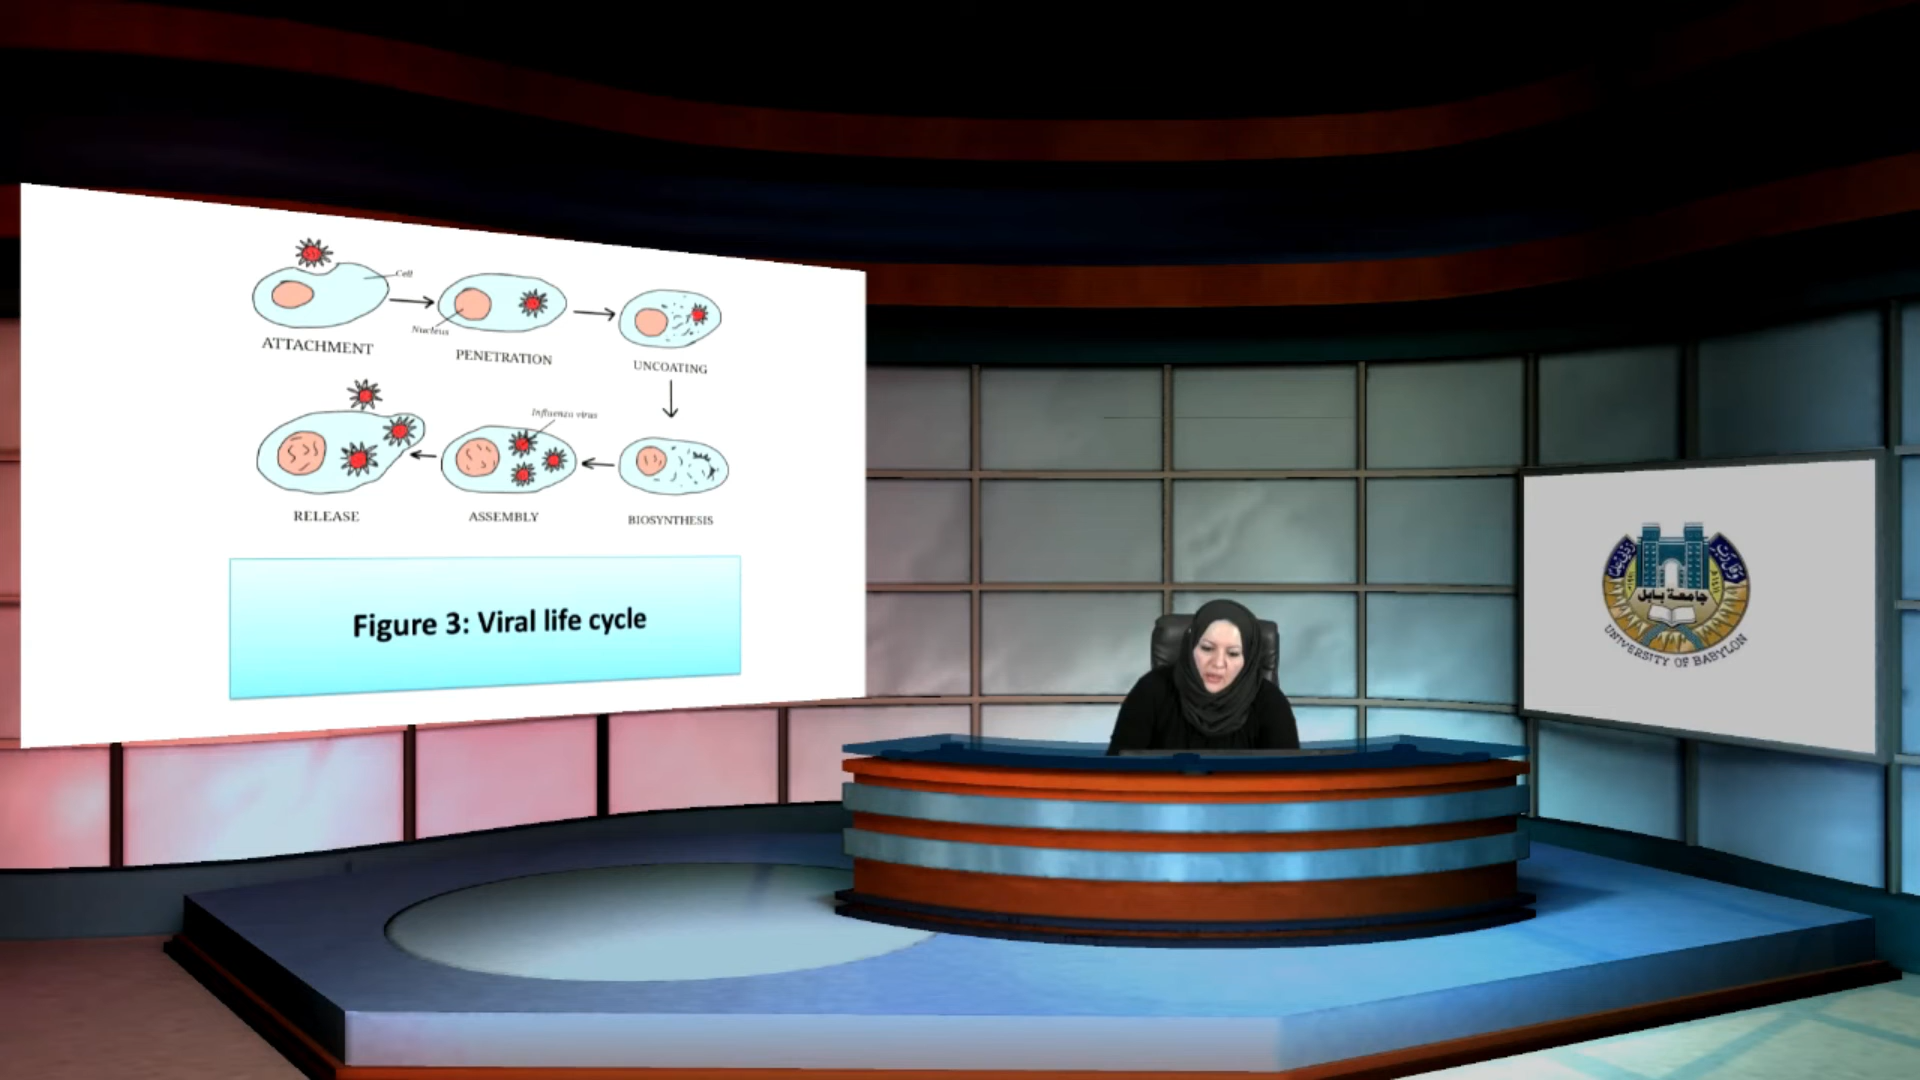 Cell
Nucleus
ATTACHMENT
PENETRATION
UNCOATING
Influenza virus
RELEASE
ASSEMBLY
BIOSYNTHESIS
Figure 3: Viral life cycle
جامعة بابل
UNIVERSITY OF BABYLON